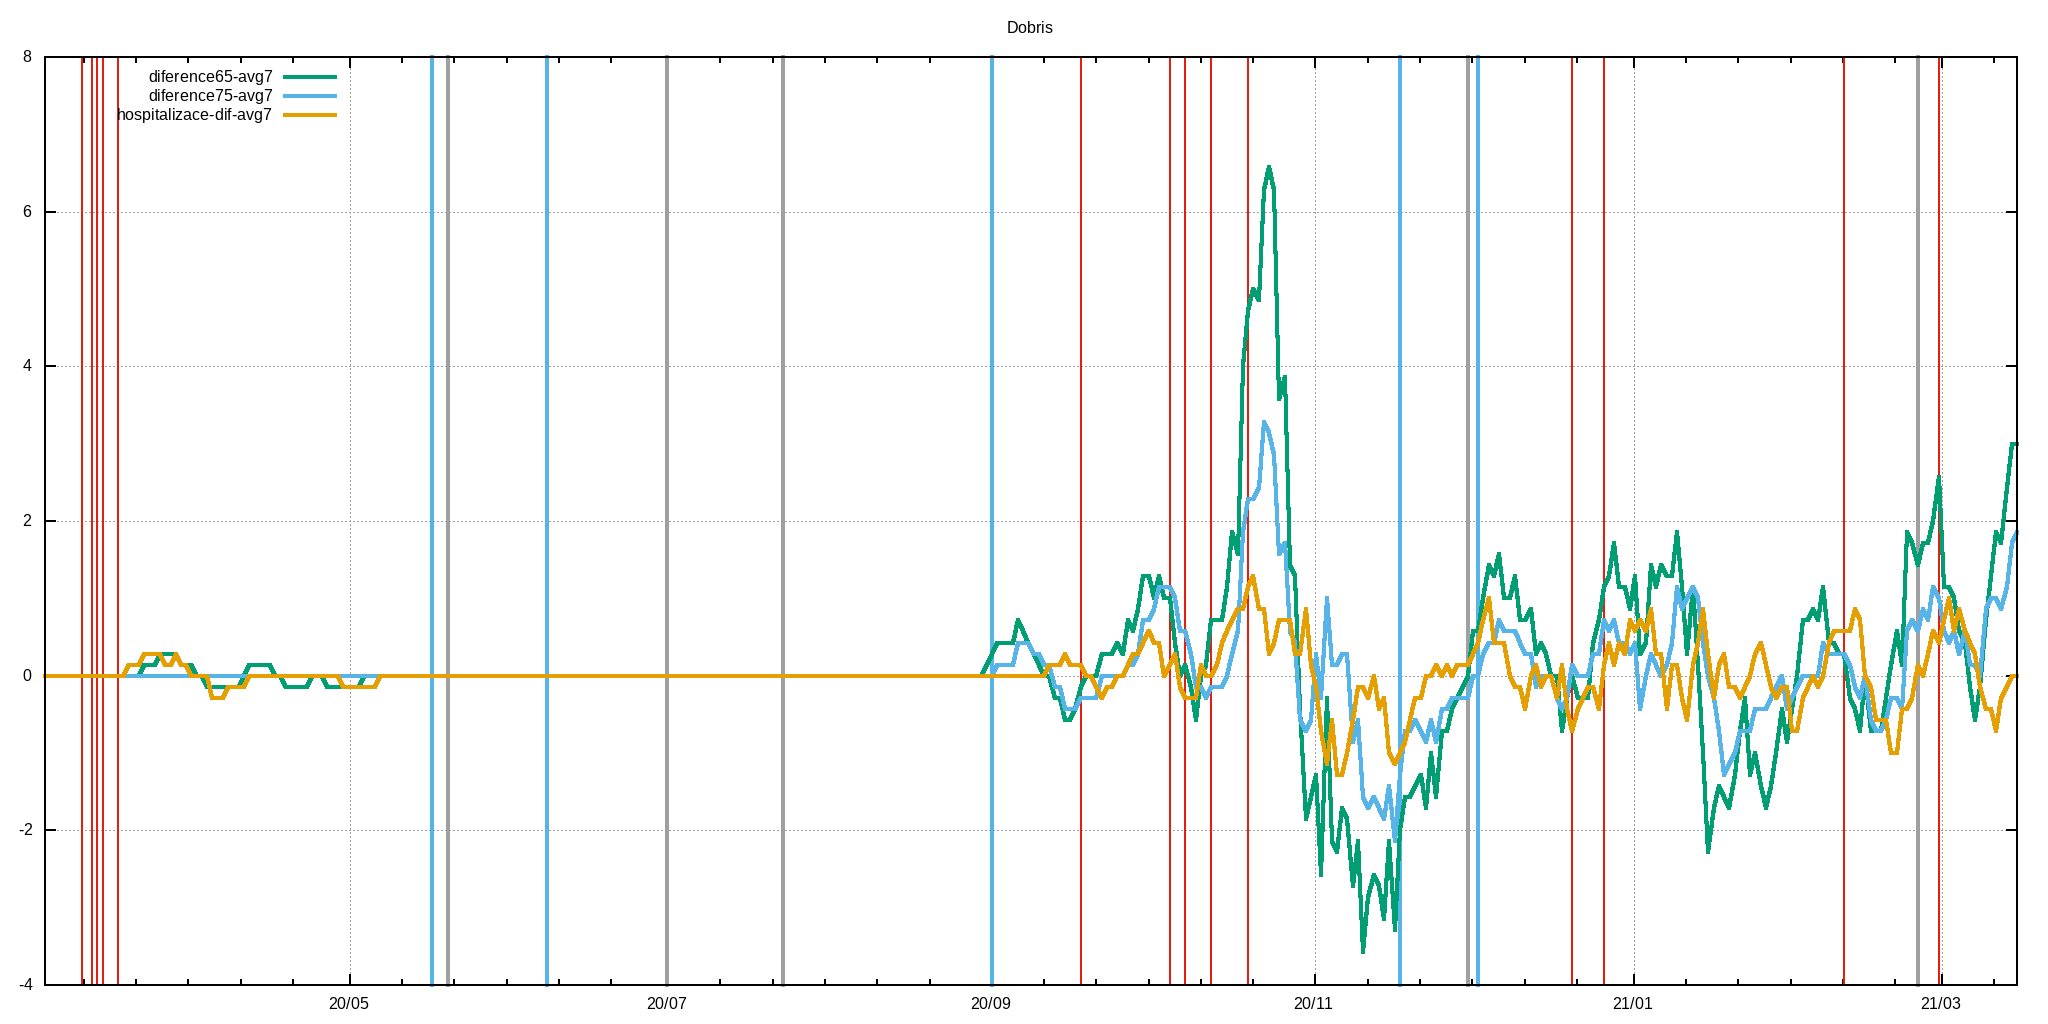 Dobris
8
diference65-avg7
diference75-avg7
hospitalizace-dif-avg7
6
4
2
0
-2
-4
20/05 20/07 20/09 20/11 21/01 21/03